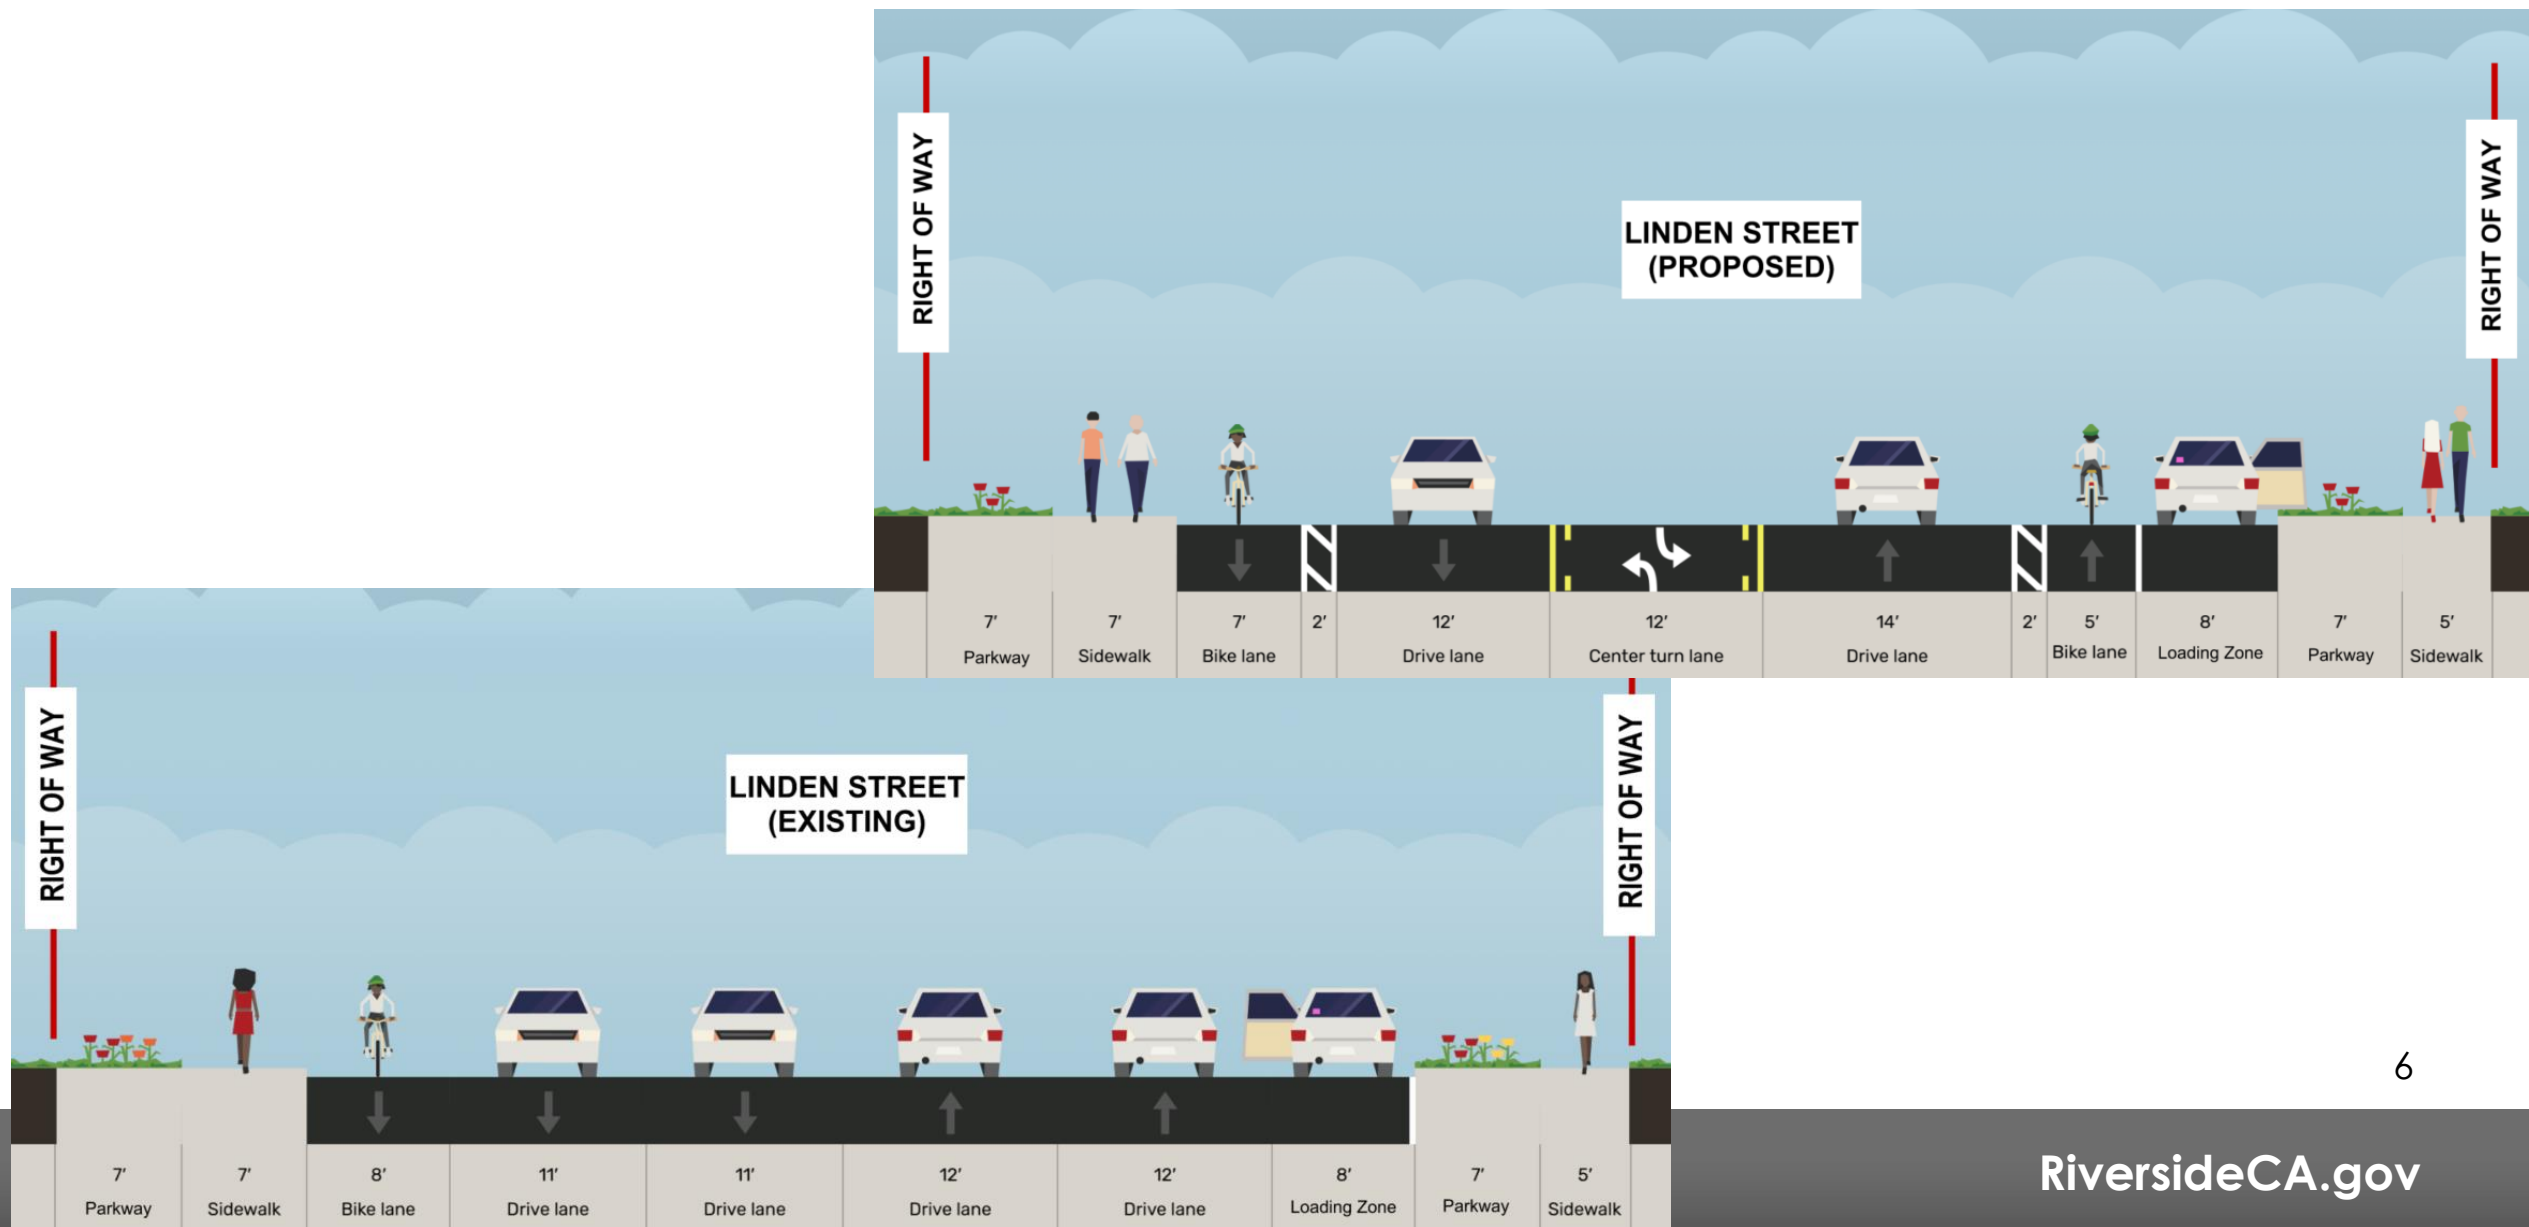 RIGHT OF WAY
LINDEN STREET
(PROPOSED)
RIGHT OF WAY
7' 7' 7' 2' 12' 12' 14' 2' 5' 8' 7' 5'
Parkway Sidewalk Bike lane Drive lane Center turn lane Drive lane Bike lane Loading Zone Parkway Sidewalk
RIGHT OF WAY
LINDEN STREET
(EXISTING)
RIGHT OF WAY
7' 7' 8' 11' 11' 12' 12' 8' 7' 5'
Parkway Sidewalk Bike lane Drive lane Drive lane Drive lane Drive lane Loading Zone Parkway Sidewalk
6
RiversideCA.gov